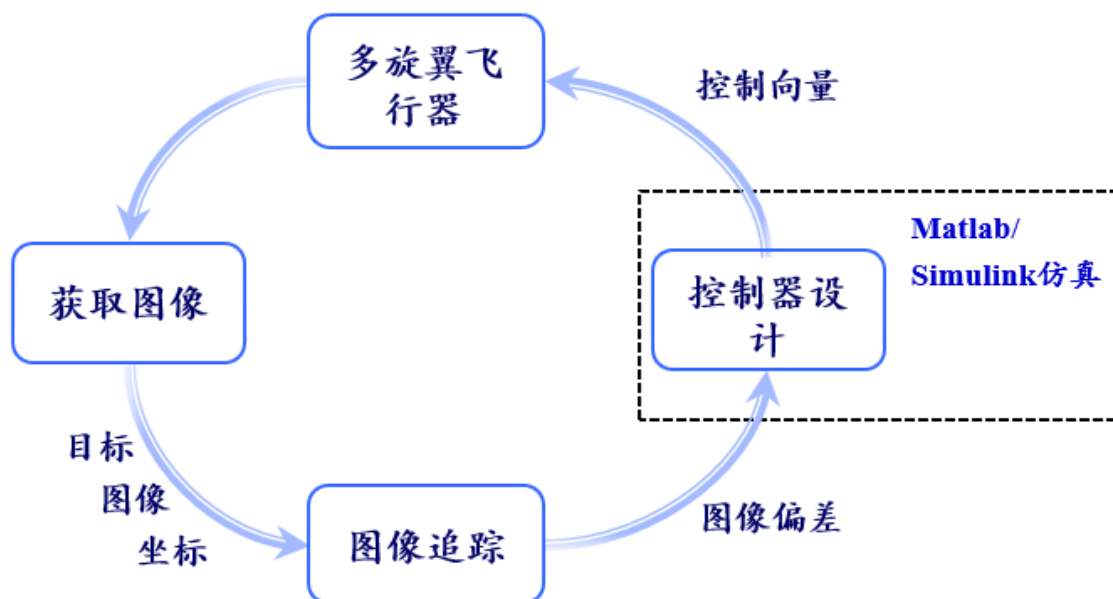 多旋翼飞
行器
控制向量
Matlab/
Simulink仿真
获取图像
控制器设
计
目标
图像
坐标
图像追踪
图像偏差